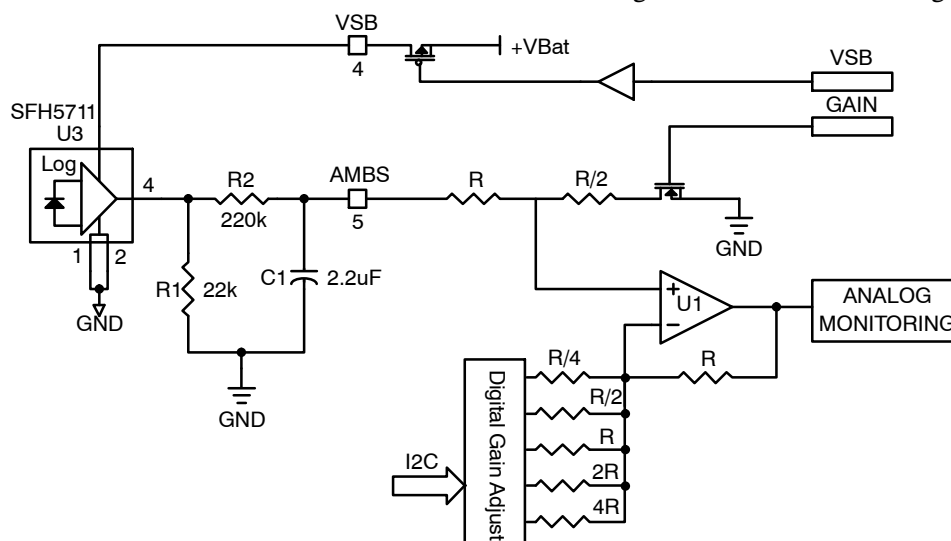 VSB
4
+VBat
VSB
GAIN
SFH5711
U3
Log
4
R2
220k
AMBS
5
R
R/2
GND
1
2
GND
R1
22k
C1
2.2uF
GND
+
U1
−
ANALOG
MONITORING
R
R/4
R/2
R
2R
4R
Digital Gain Adjust
I2C